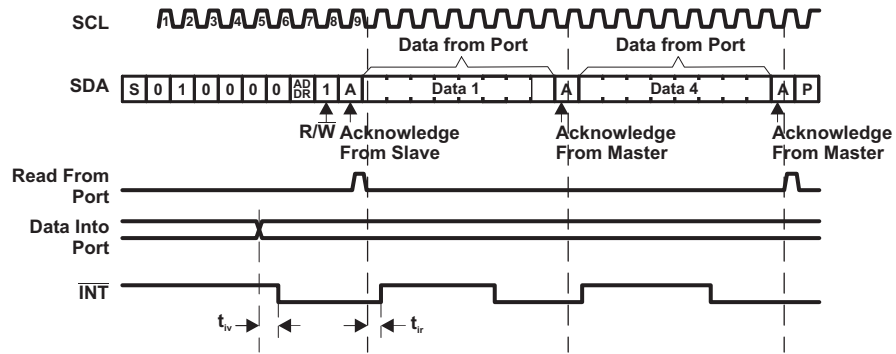 SCL
1 2 3 4 5 6 7 8 9
Data from Port Data from Port
SDA S 0 1 0 0 0 0 AD DR 1 A Data 1 A Data 4 A P
R/W̅ Acknowledge From Slave
Acknowledge From Master
Acknowledge From Master
Read From Port
Data Into Port
I̅N̅T̅
tiv tir